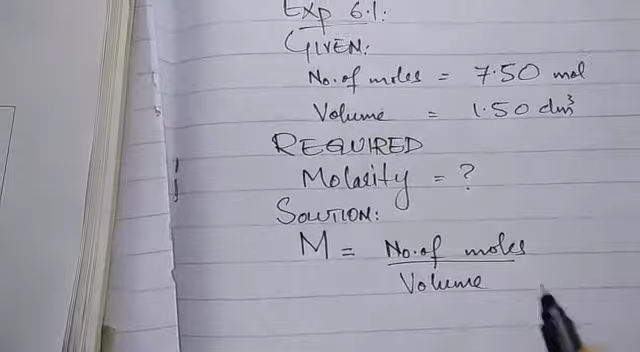 Exp 6.1:
GIVEN:
No. of moles = 7.50 mol
Volume = 1.50 dm³
REQUIRED
Molarity = ?
SOLUTION:
M = No. of moles
Volume